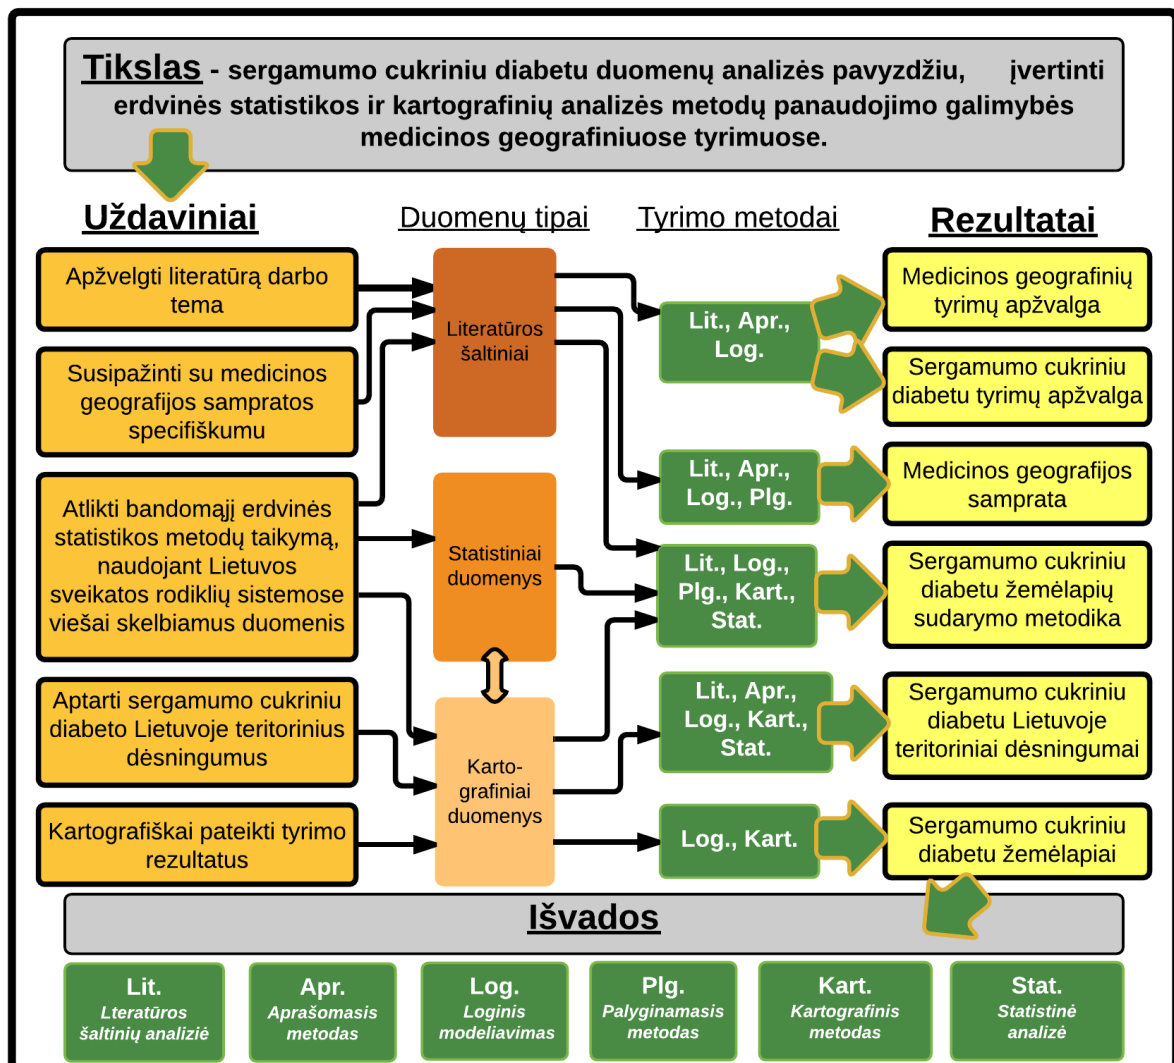 Tikslas - sergamumo cukriniu diabetu duomenų analizės pavyzdžiu, įvertinti
erdvinės statistikos ir kartografinių analizės metodų panaudojimo galimybės
medicinos geografiniuose tyrimuose.
Uždaviniai
Duomenų tipai
Tyrimo metodai
Rezultatai
Apžvelgti literatūrą darbo
tema
Susipažinti su medicinos
geografijos sampratos
specifiškumu
Atlikti bandomąjį erdvinės
statistikos metodų taikymą,
naudojant Lietuvos
sveikatos rodiklių sistemose
viešai skelbiamus duomenis
Aptarti sergamumo cukriniu
diabeto Lietuvoje teritorinius
dėsningumus
Kartografiškai pateikti tyrimo
rezultatus
Literatūros
šaltiniai
Statistiniai
duomenys
Karto-
grafiniai
duomenys
Lit., Apr.,
Log.
Lit., Apr.,
Log., Plg.
Lit., Log.,
Plg., Kart.,
Stat.
Lit., Apr.,
Log., Kart.,
Stat.
Log., Kart.
Medicinos geografinių
tyrimų apžvalga
Sergamumo cukriniu
diabetu tyrimų apžvalga
Medicinos geografijos
samprata
Sergamumo cukriniu
diabetu žemėlapių
sudarymo metodika
Sergamumo cukriniu
diabetu Lietuvoje
teritoriniai dėsningumai
Sergamumo cukriniu
diabetu žemėlapiai
Išvados
Lit.
Lteratūros
šaltinių analiziė
Apr.
Aprašomasis
metodas
Log.
Loginis
modeliavimas
Plg.
Palyginamasis
metodas
Kart.
Kartografinis
metodas
Stat.
Statistinė
analizė